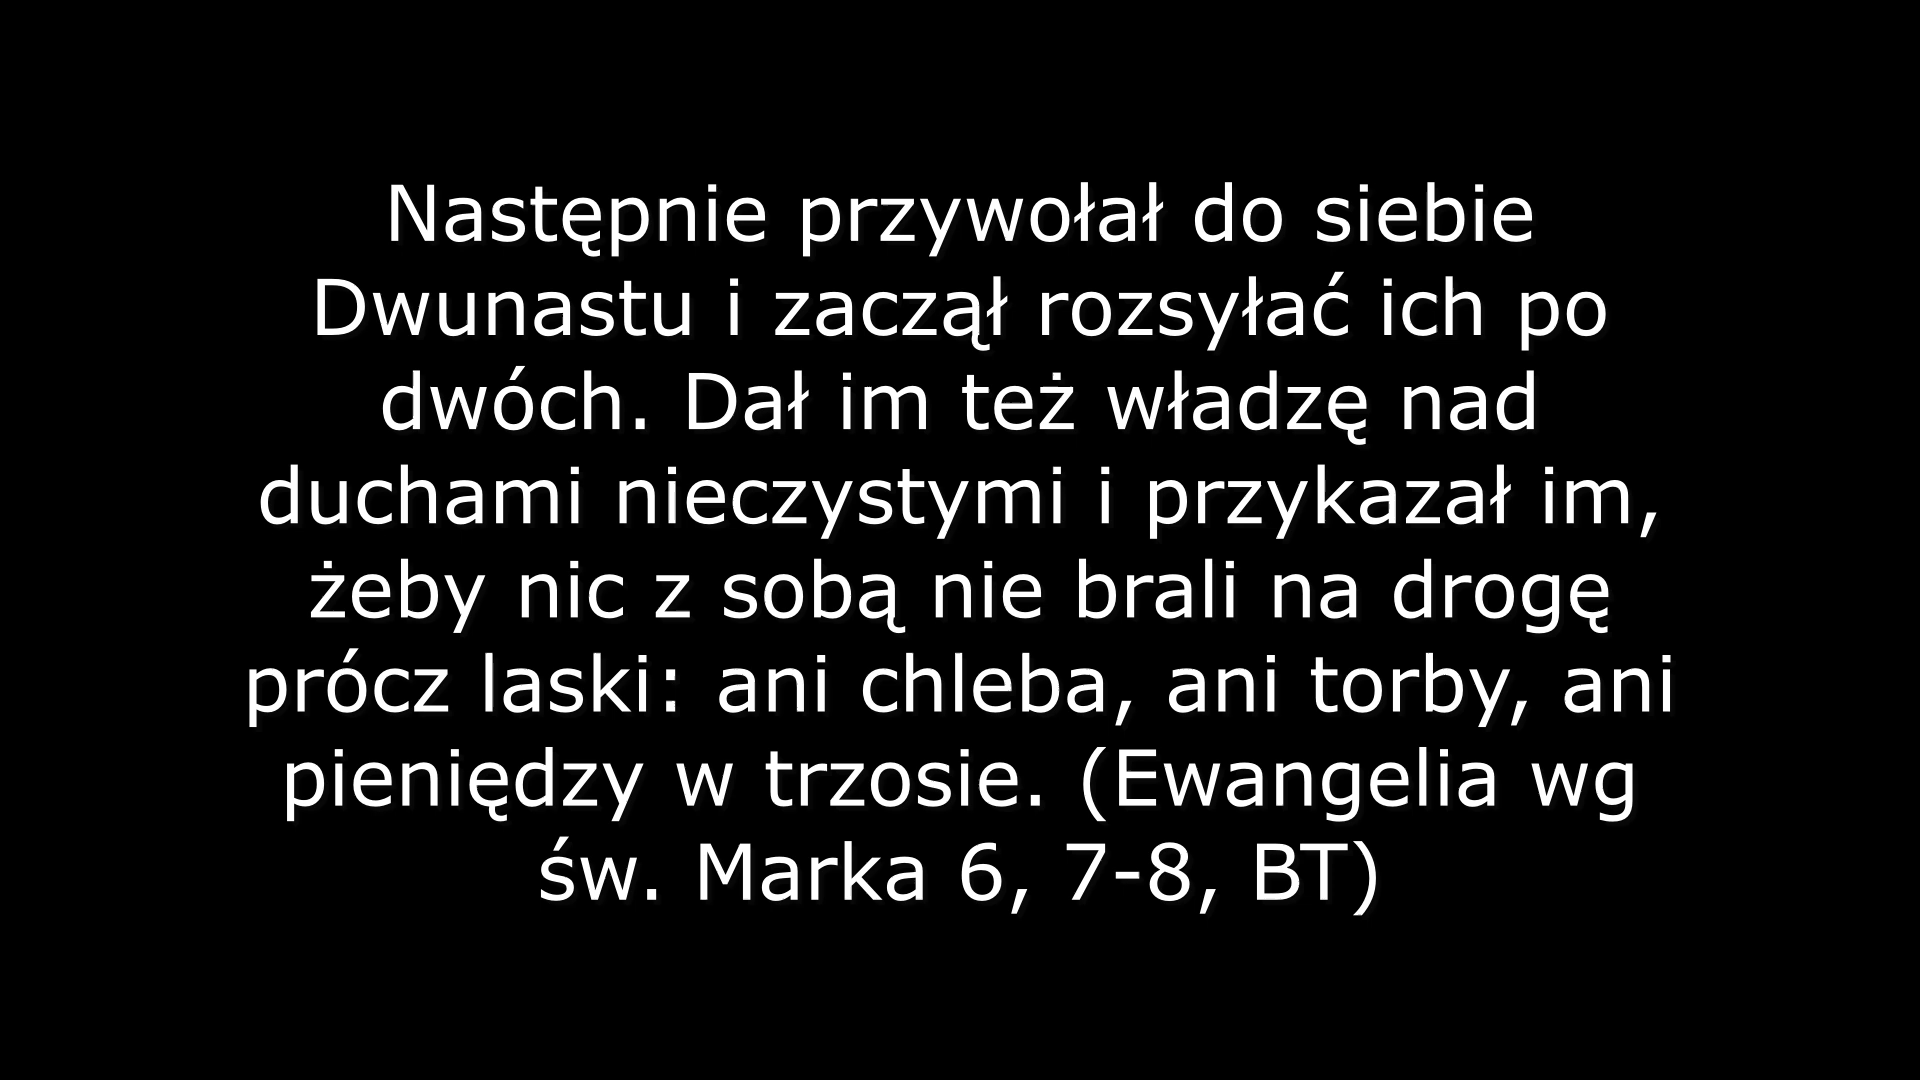 Następnie przywołał do siebie
Dwunastu i zaczął rozsyłać ich po
dwóch. Dał im też władzę nad
duchami nieczystymi i przykazał im,
żeby nic z sobą nie brali na drogę
prócz laski: ani chleba, ani torby, ani
pieniędzy w trzosie. (Ewangelia wg
św. Marka 6, 7-8, BT)